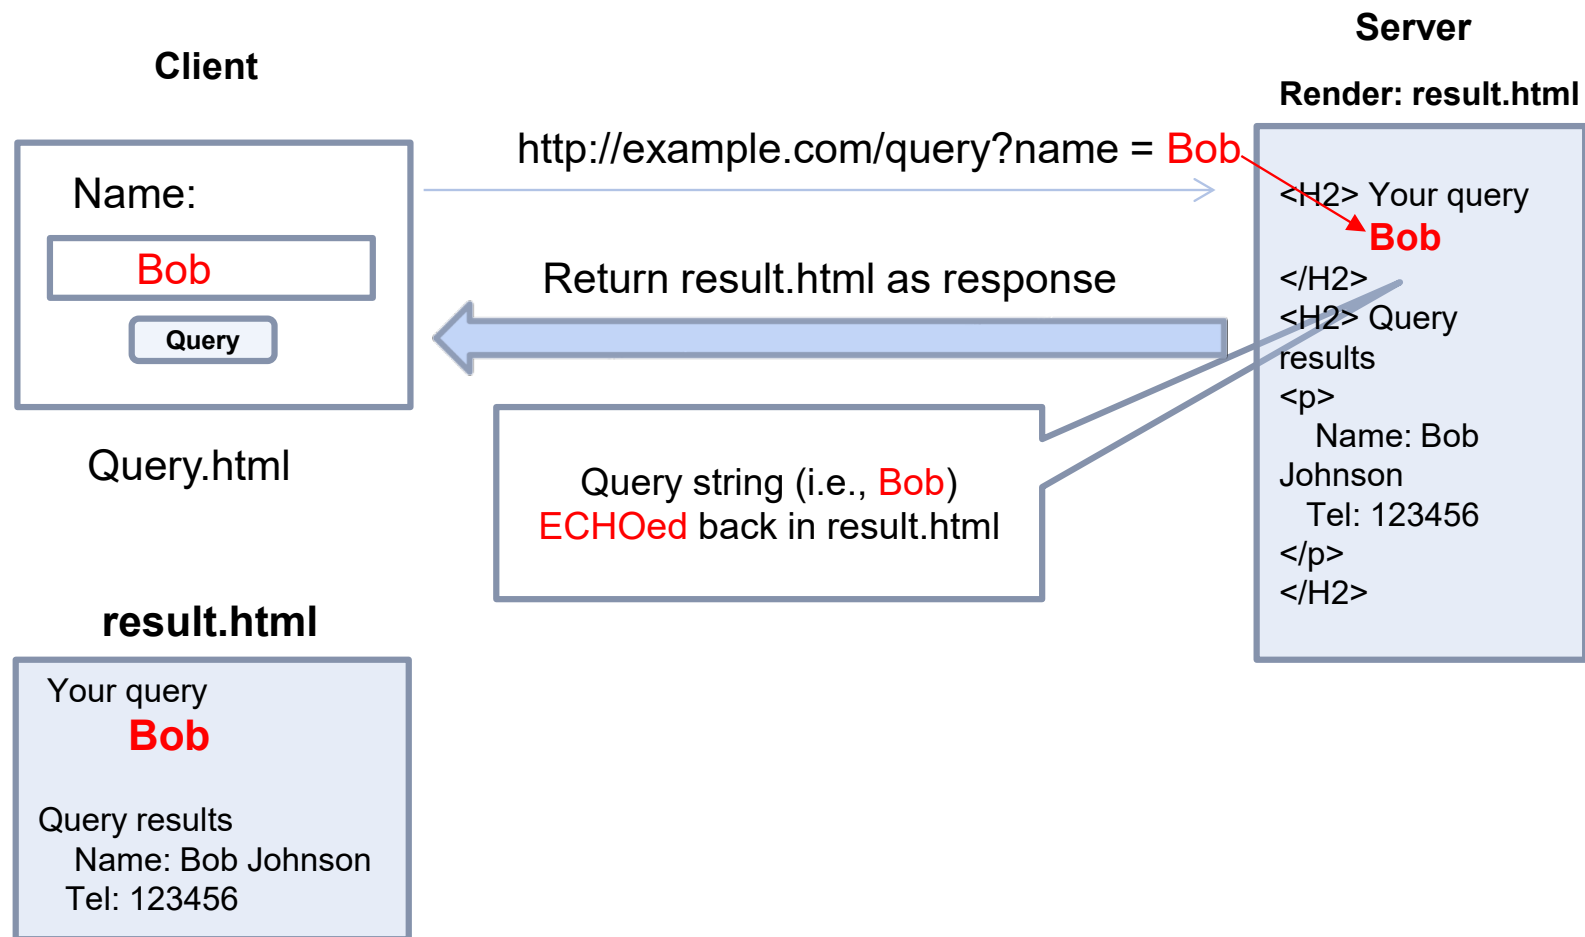 Client
Name:
Bob
Query
Query.html
http://example.com/query?name = Bob
Return result.html as response
Query string (i.e., Bob)
ECHOed back in result.html
Server
Render: result.html
<H2> Your query
Bob
</H2>
<H2> Query
results
<p>
Name: Bob
Johnson
Tel: 123456
</p>
</H2>
result.html
Your query
Bob
Query results
Name: Bob Johnson
Tel: 123456